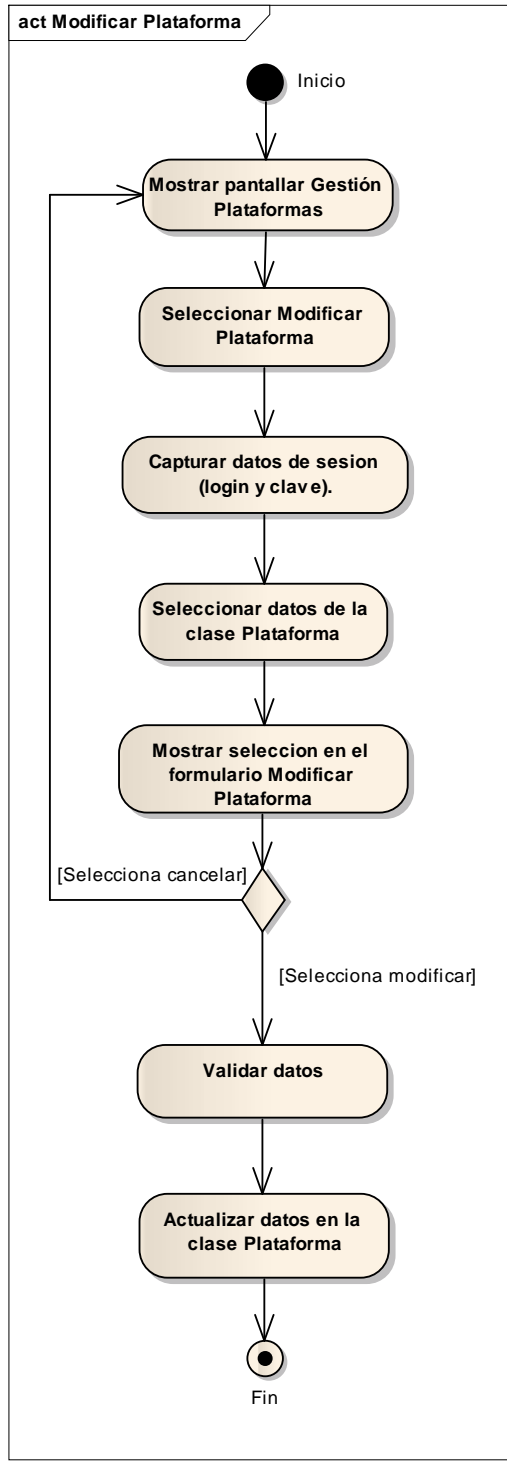 act Modificar Plataforma
Inicio
Mostrar pantallar Gestión
Plataformas
Seleccionar Modificar
Plataforma
Capturar datos de sesion
(login y clave).
Seleccionar datos de la
clase Plataforma
Mostrar seleccion en el
formulario Modificar
Plataforma
[Selecciona cancelar]
[Selecciona modificar]
Validar datos
Actualizar datos en la
clase Plataforma
Fin